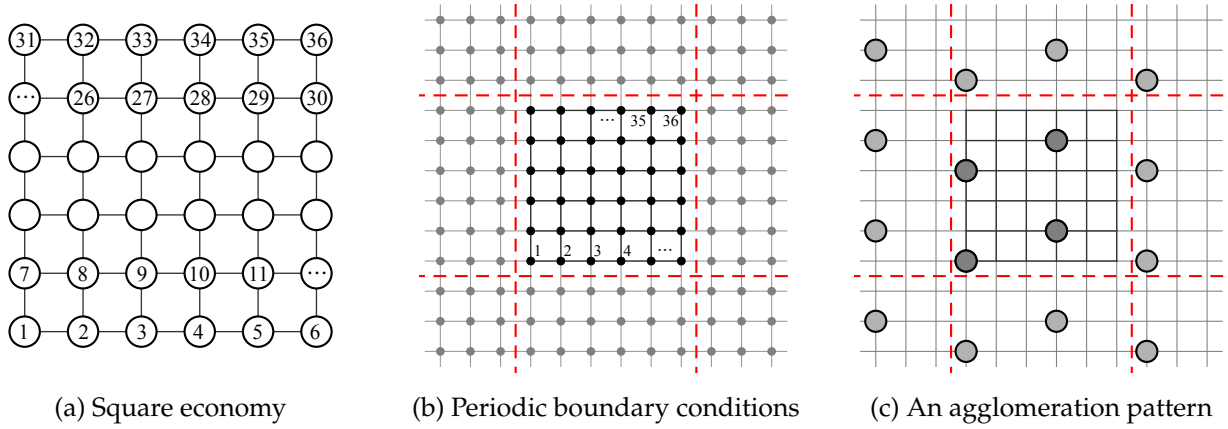 31 32 33 34 35 36
… 26 27 28 29 30
7 8 9 10 11 …
1 2 3 4 5 6
(a) Square economy
… 35 36
1 2 3 4 …
(b) Periodic boundary conditions
(c) An agglomeration pattern